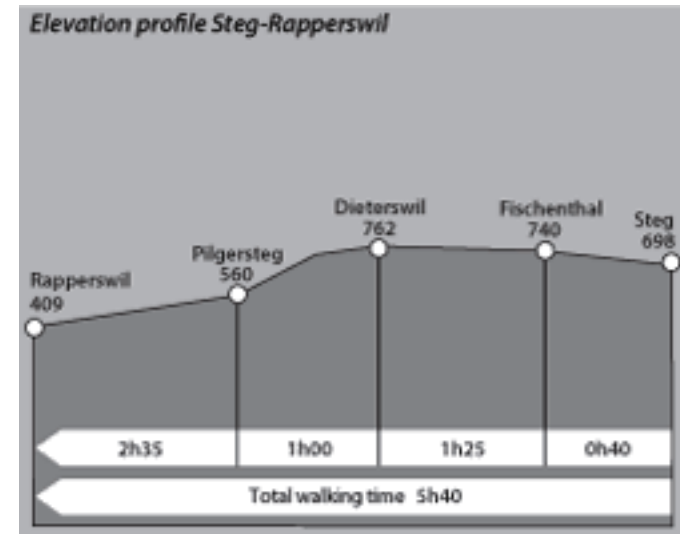 Elevation profile Steg-Rapperswil
Dieterswil
762
Fischenthal
740
Steg
698
Pilgersteg
560
Rapperswil
409
2h35
1h00
1h25
0h40
Total walking time 5h40